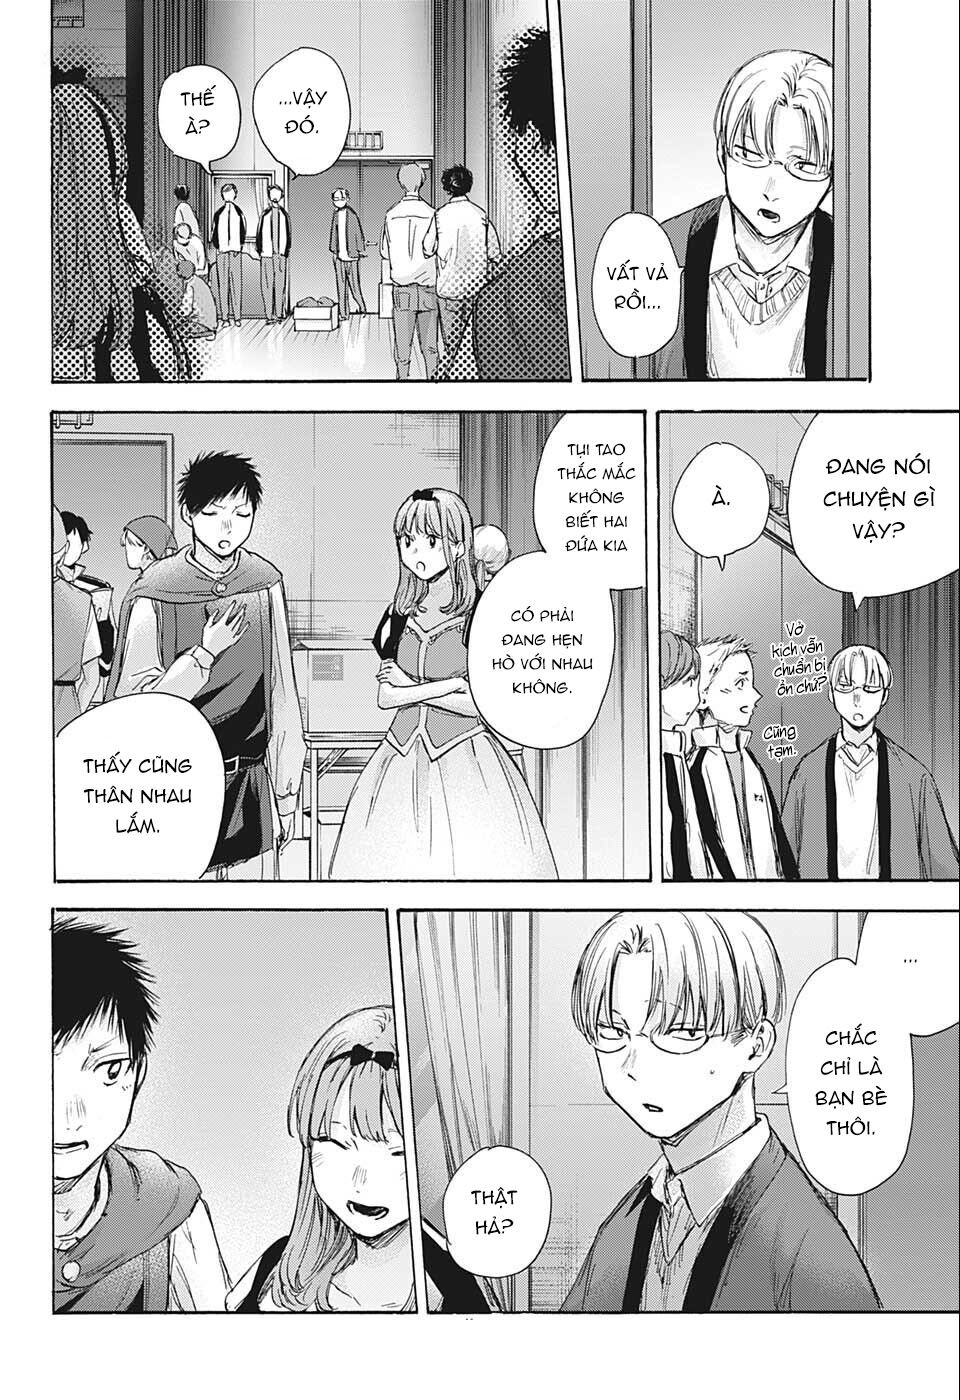 VẤT VẢ
RỒI...
...VẬY
ĐÓ.
THẾ
À?
ĐANG NÓI
CHUYỆN GÌ
VẬY?
À.
Vở
kịch vẫn
chuẩn bị
ổn chứ?
Cũng
tạm.
TỤI TAO
THẮC MẮC
KHÔNG
BIẾT HAI
ĐỨA KIA
CÓ PHẢI
ĐANG HẸN
HÒ VỚI NHAU
KHÔNG.
THẤY CŨNG
THÂN NHAU
LẮM.
...
CHẮC
CHỈ LÀ
BẠN BÈ
THÔI.
THẬT
HẢ?